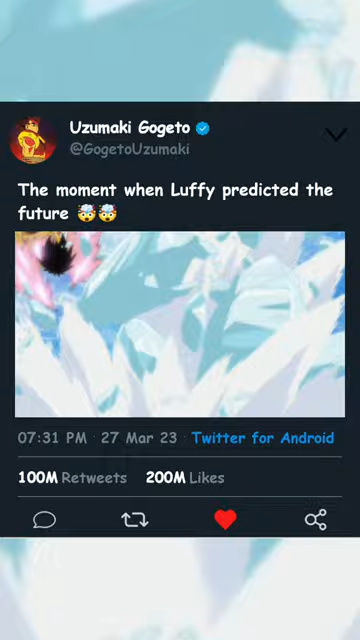 Uzumaki Gogeto
@GogetoUzumaki
The moment when Luffy predicted the
future 🤯🤯
07:31 PM · 27 Mar 23 · Twitter for Android
100M Retweets 200M Likes